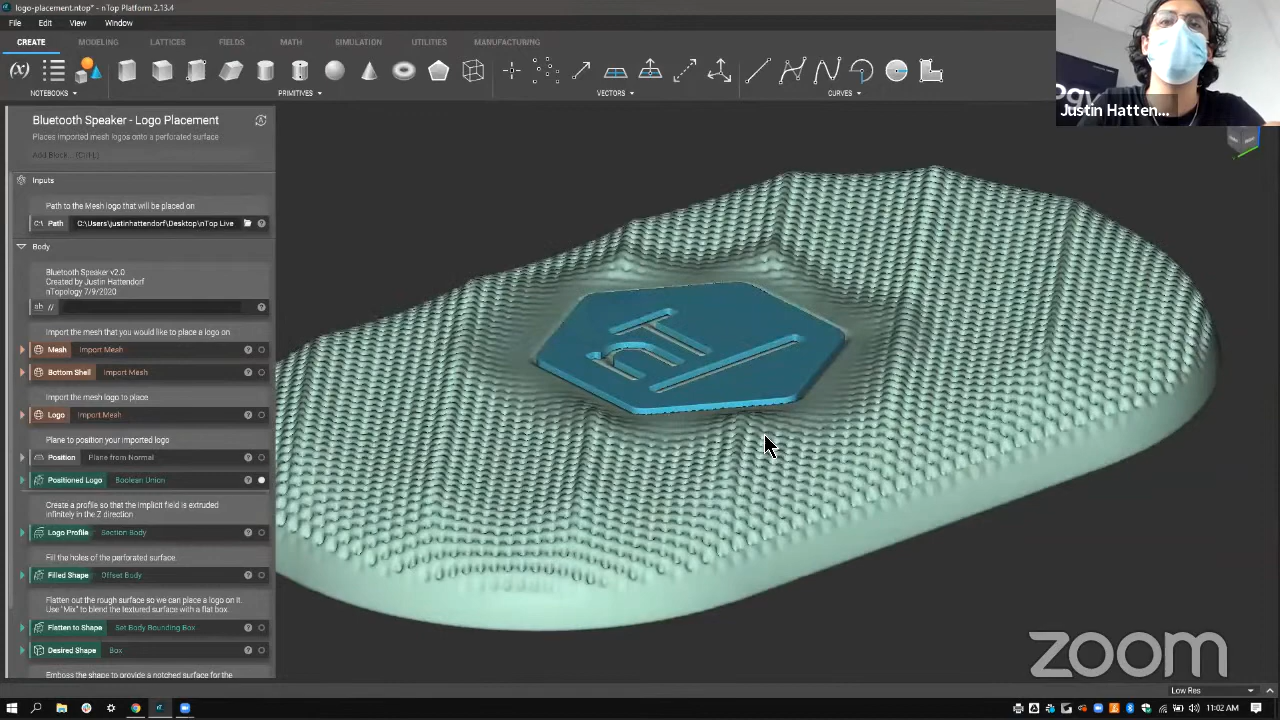 logo-placement.ntop* - nTop Platform 2.13.4
File Edit View Window
CREATE MODELING LATTICES FIELDS MATH SIMULATION UTILITIES MANUFACTURING
(x)
NOTEBOOKS PRIMITIVES VECTORS CURVES
Justin Hatten...
Bluetooth Speaker - Logo Placement
Places imported mesh logos onto a perforated surface
Add Block... (Ctrl-L)
Inputs
Path to the Mesh logo that will be placed on
C:\ Path C:\Users\justinhattendorf\Desktop\nTop Live
Body
Bluetooth Speaker v2.0
Created by Justin Hattendorf
nTopology 7/9/2020
ab //
Import the mesh that you would like to place a logo on
Mesh Import Mesh
Bottom Shell Import Mesh
Import the mesh logo to place
Logo Import Mesh
Plane to position your imported logo
Position Plane from Normal
Positioned Logo Boolean Union
Create a profile so that the implicit field is extruded
infinitely in the Z direction
Logo Profile Section Body
Fill the holes of the perforated surface.
Filled Shape Offset Body
Flatten out the rough surface so we can place a logo on it.
Use "Mix" to blend the textured surface with a flat box.
Flatten to Shape Set Body Bounding Box
Desired Shape Box
Emboss the shape to provide a notched surface for the
nT
zoom
Low Res
11:02 AM